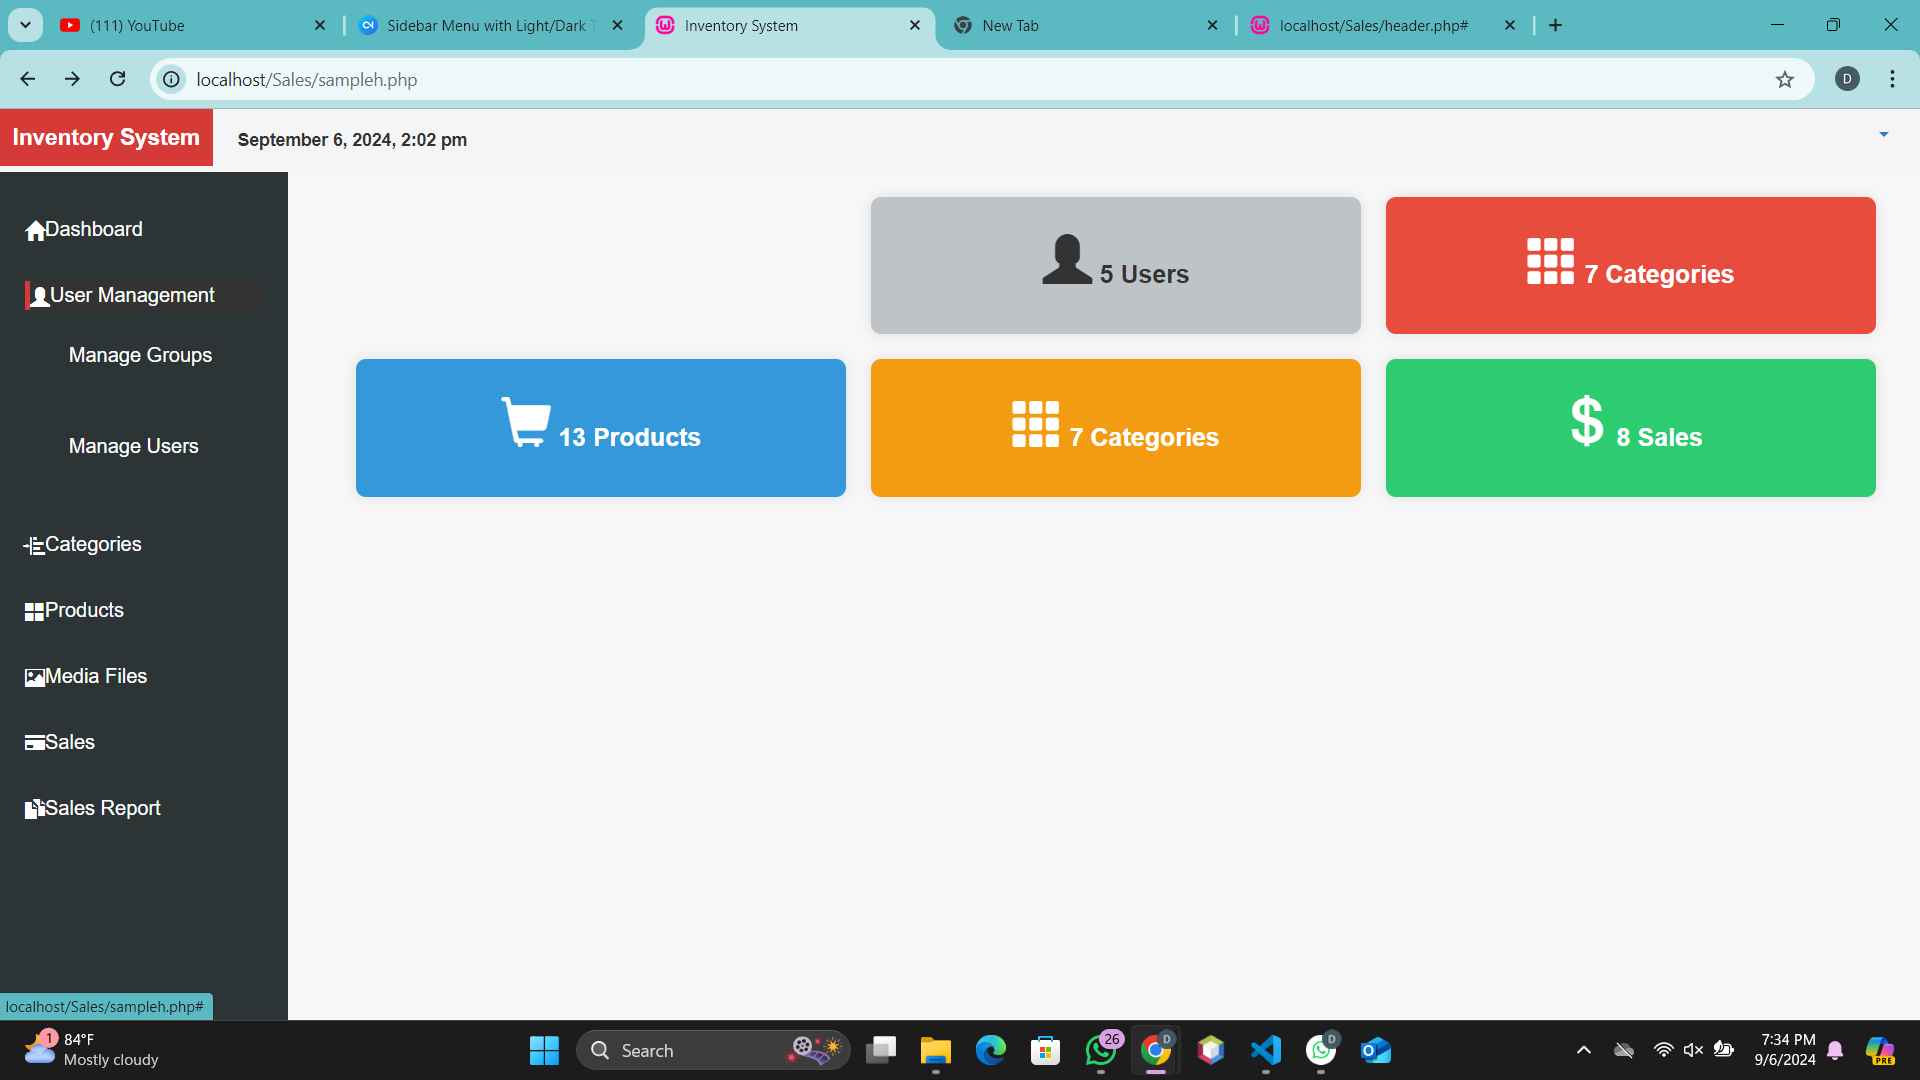 (111) YouTube
Sidebar Menu with Light/Dark
Inventory System
New Tab
localhost/Sales/header.php#
localhost/Sales/sampleh.php
D
Inventory System
September 6, 2024, 2:02 pm
Dashboard
User Management
Manage Groups
Manage Users
Categories
Products
Media Files
Sales
Sales Report
5 Users
7 Categories
13 Products
7 Categories
$ 8 Sales
localhost/Sales/sampleh.php#
1
84°F
Mostly cloudy
Search
26
D
D
7:34 PM
9/6/2024
PRE